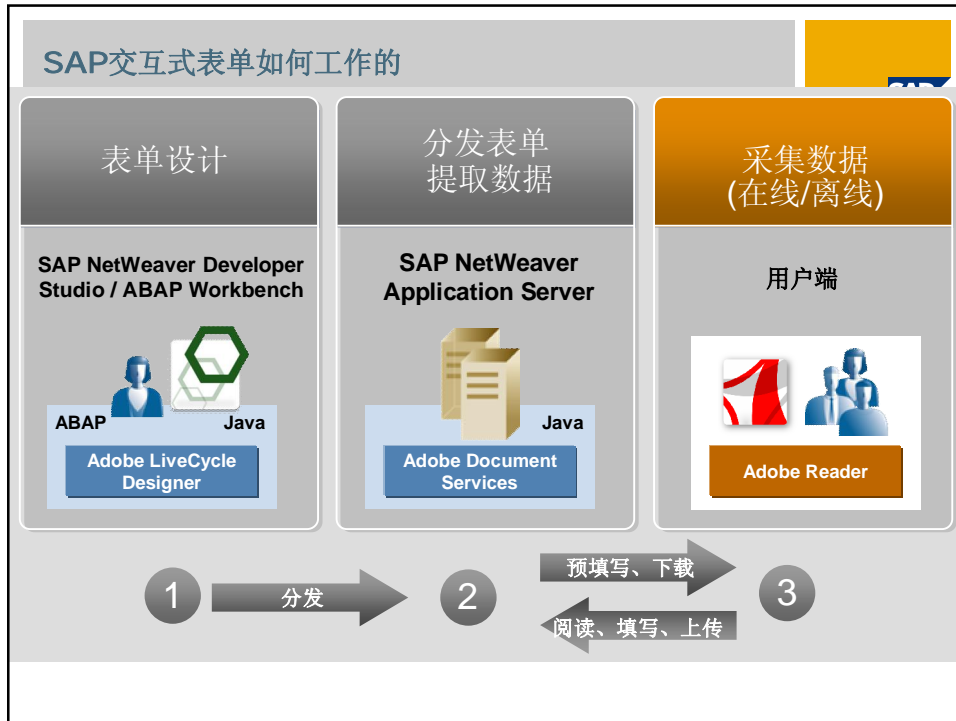 SAP交互式表单如何工作的
SAP
表单设计
SAP NetWeaver Developer
Studio / ABAP Workbench
ABAP
Java
Adobe LiveCycle
Designer
分发表单
提取数据
SAP NetWeaver
Application Server
Java
Adobe Document
Services
采集数据
(在线/离线)
用户端
Adobe Reader
1
分发
2
预填写、下载
阅读、填写、上传
3